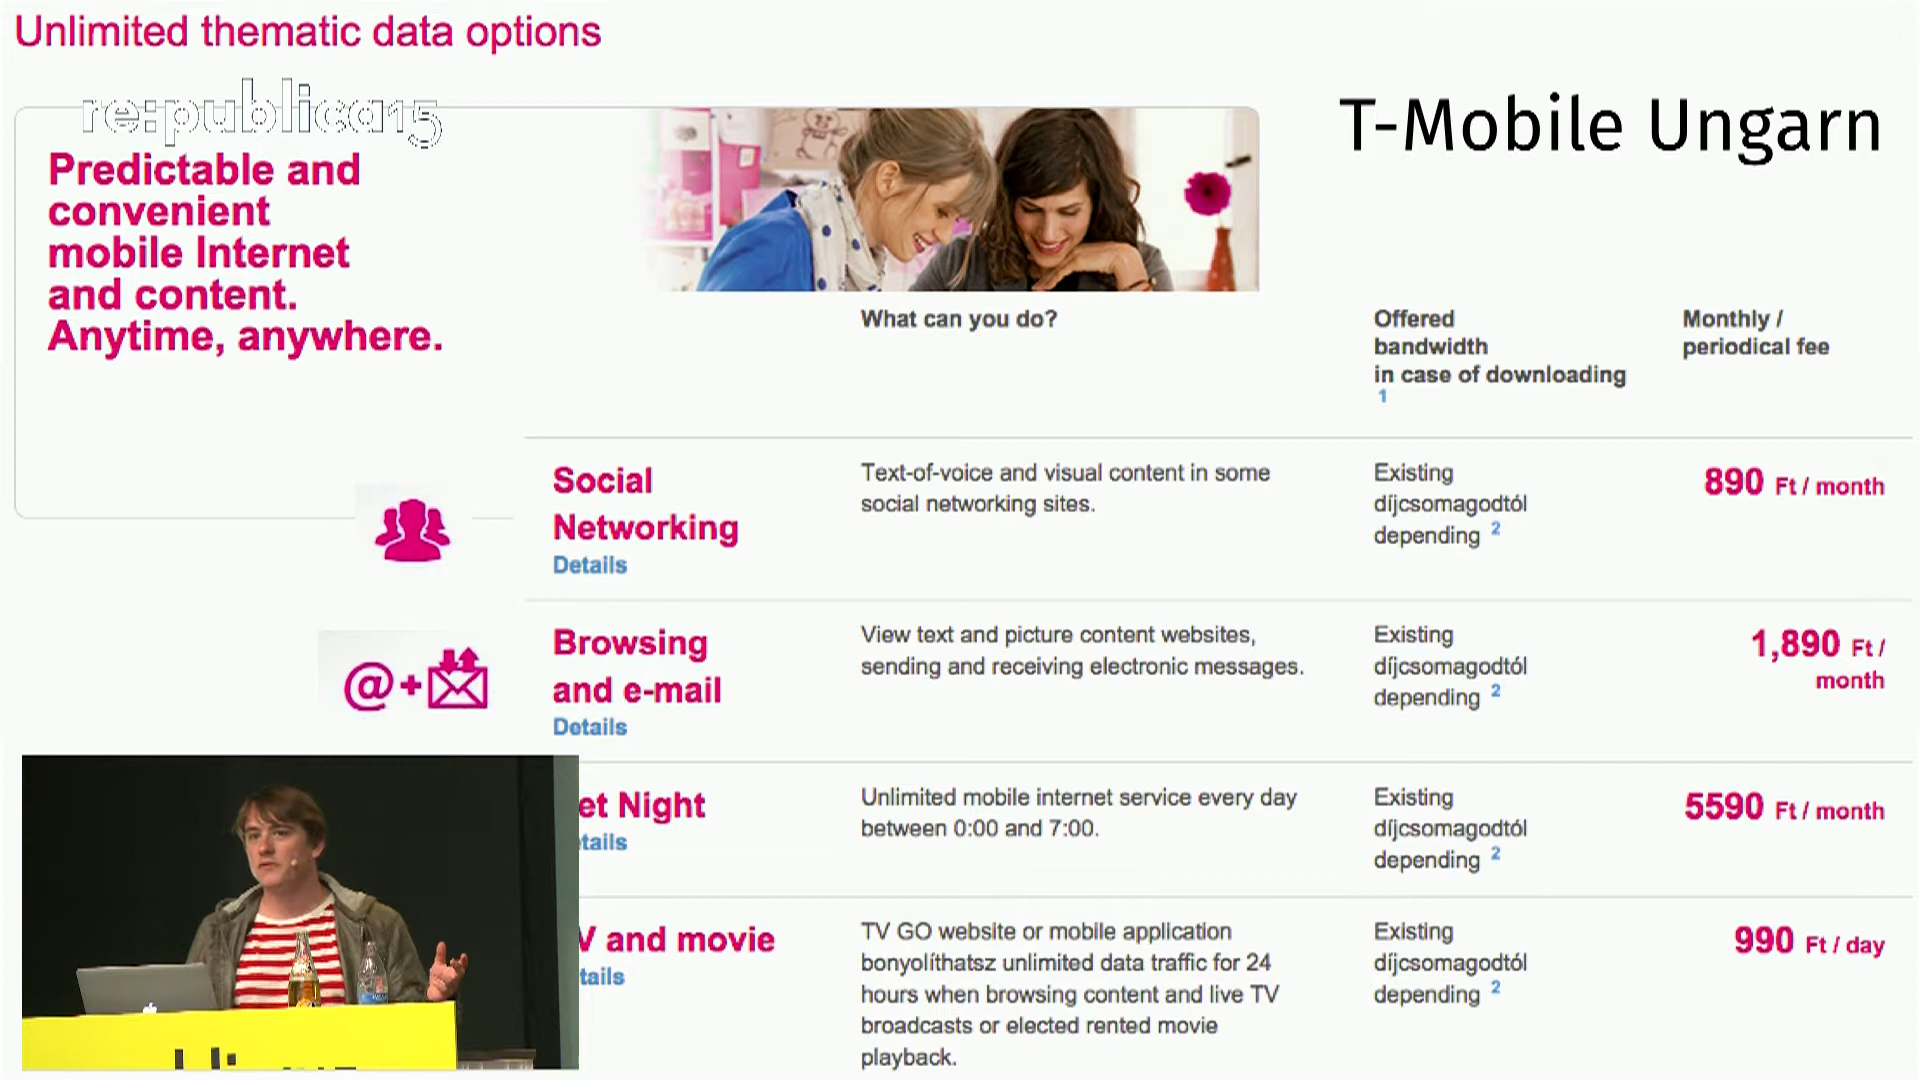 Unlimited thematic data options
re:publica15
T-Mobile Ungarn
Predictable and
convenient
mobile Internet
and content.
Anytime, anywhere.
What can you do?
Offered
bandwidth
in case of downloading
1
Monthly /
periodical fee
Social
Networking
Details
Text-of-voice and visual content in some
social networking sites.
Existing
díjcsomagodtól
depending 2
890 Ft / month
@+
Browsing
and e-mail
Details
View text and picture content websites,
sending and receiving electronic messages.
Existing
díjcsomagodtól
depending 2
1,890 Ft /
month
et Night
tails
Unlimited mobile internet service every day
between 0:00 and 7:00.
Existing
díjcsomagodtól
depending 2
5590 Ft / month
V and movie
tails
TV GO website or mobile application
bonyolíthatsz unlimited data traffic for 24
hours when browsing content and live TV
broadcasts or elected rented movie
playback.
Existing
díjcsomagodtól
depending 2
990 Ft / day